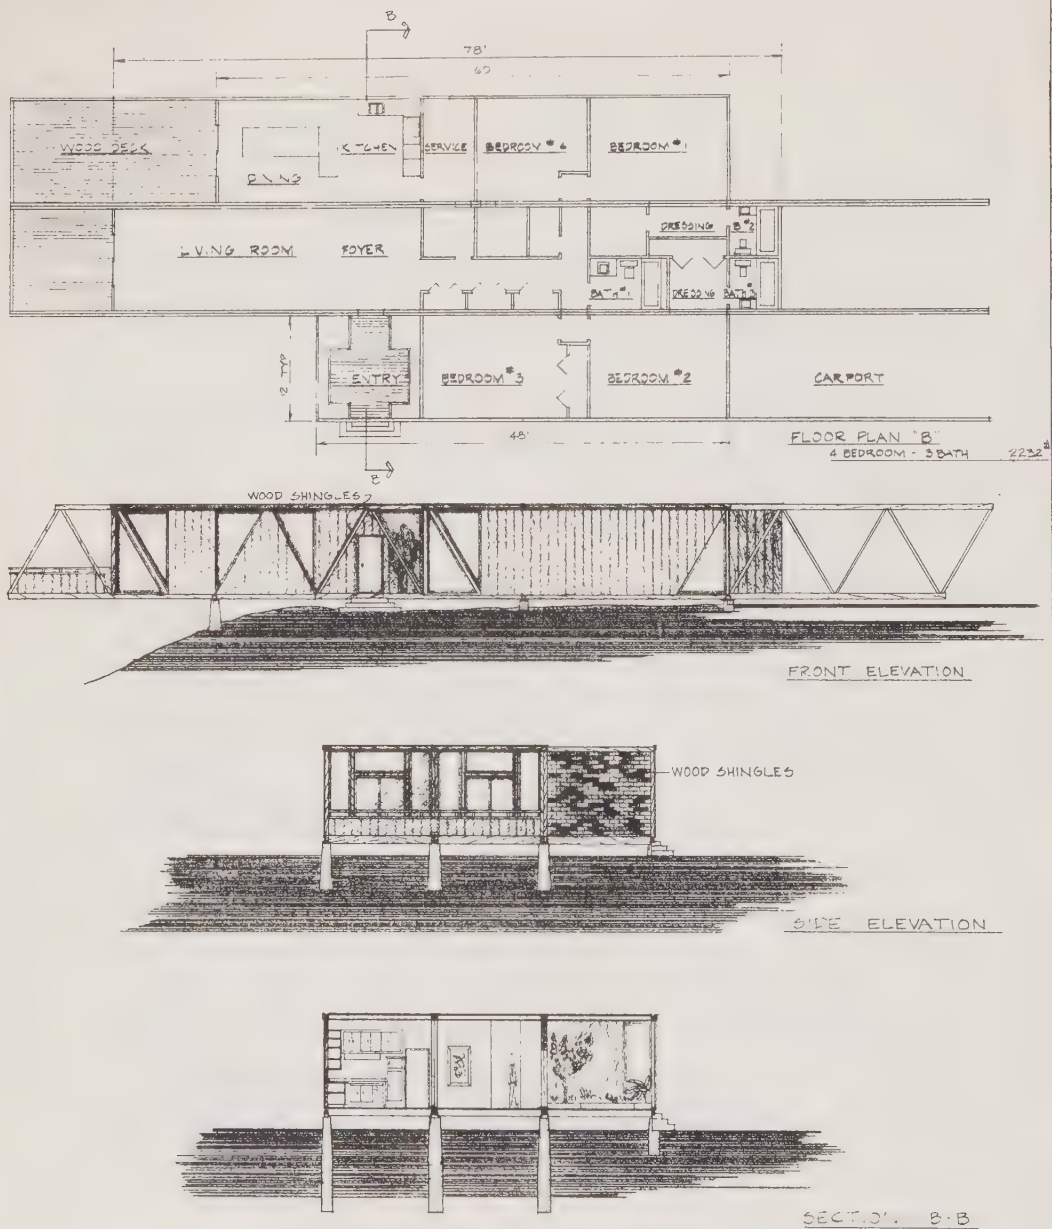 B
78'
60
WOOD DECK
KITCHEN
SERVICE
BEDROOM #4
BEDROOM #1
DINING
LIVING ROOM
FOYER
DRESSING
B.#2
BATH #1
DRESSING
BATH #3
12 TYP
ENTRY
BEDROOM #3
BEDROOM #2
CARPORT
48'
FLOOR PLAN "B"
4 BEDROOM - 3 BATH 2232 #
B
WOOD SHINGLES
FRONT ELEVATION
WOOD SHINGLES
SIDE ELEVATION
SECTION B-B